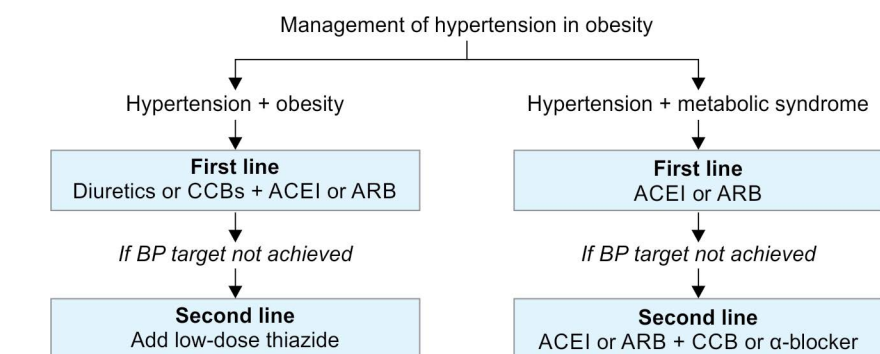 Management of hypertension in obesity
Hypertension + obesity
Hypertension + metabolic syndrome
First line
Diuretics or CCBs + ACEI or ARB
First line
ACEI or ARB
If BP target not achieved
If BP target not achieved
Second line
Add low-dose thiazide
Second line
ACEI or ARB + CCB or α-blocker